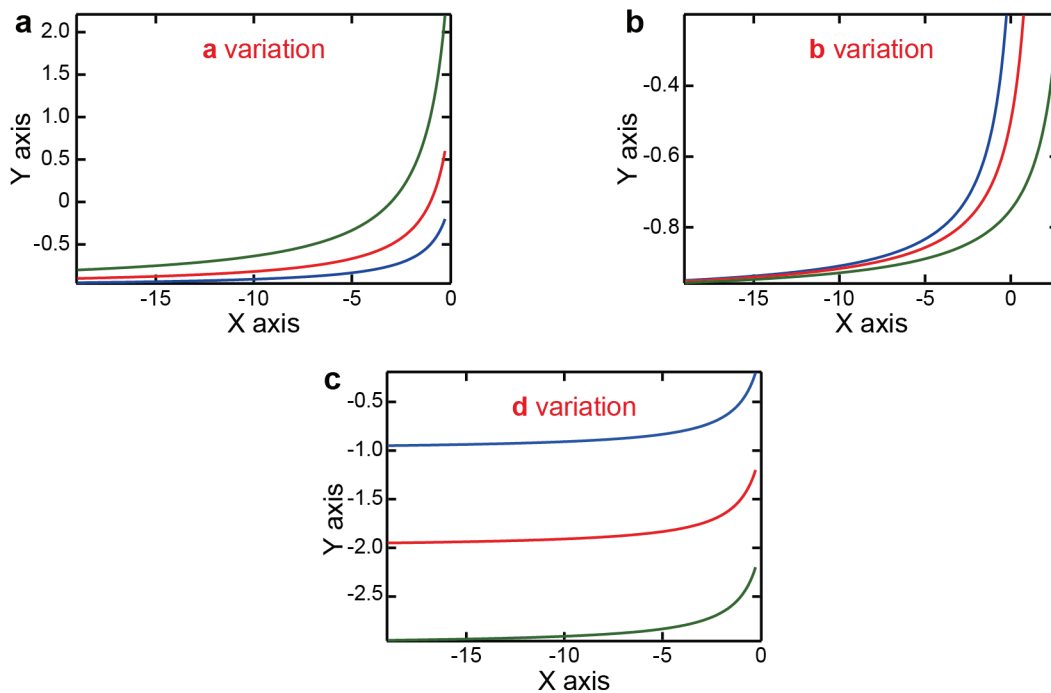 a
a variation
2.0
1.5
1.0
0.5
0
-0.5
Y axis
-15
-10
-5
0
X axis
b
b variation
-0.4
-0.6
-0.8
Y axis
-15
-10
-5
0
X axis
c
d variation
-0.5
-1.0
-1.5
-2.0
-2.5
Y axis
-15
-10
-5
0
X axis